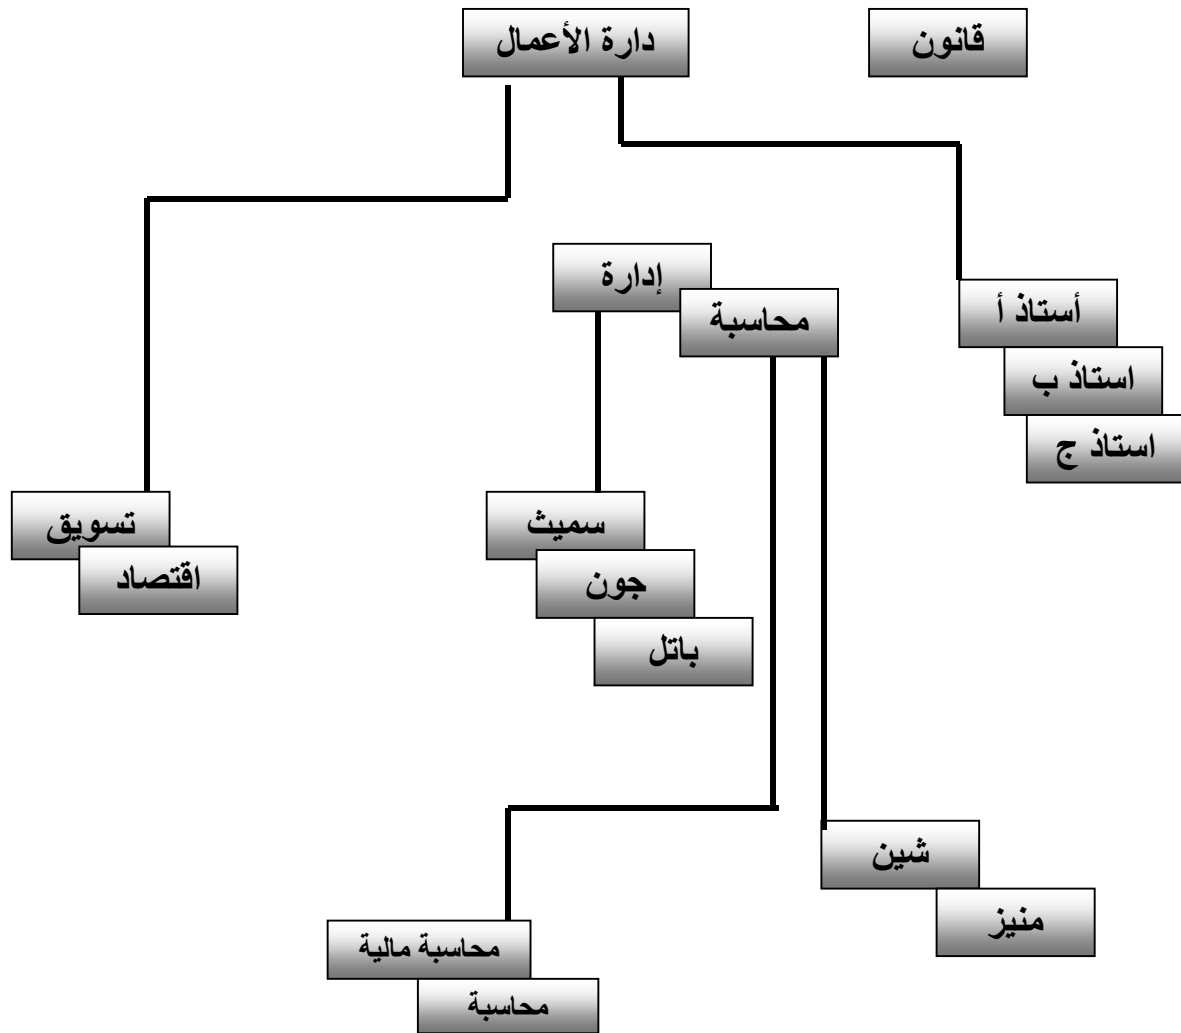 قانون
دارة الأعمال
إدارة
محاسبة
أستاذ أ
استاذ ب
استاذ ج
تسويق
اقتصاد
سميث
جون
باتل
شين
منيز
محاسبة مالية
محاسبة